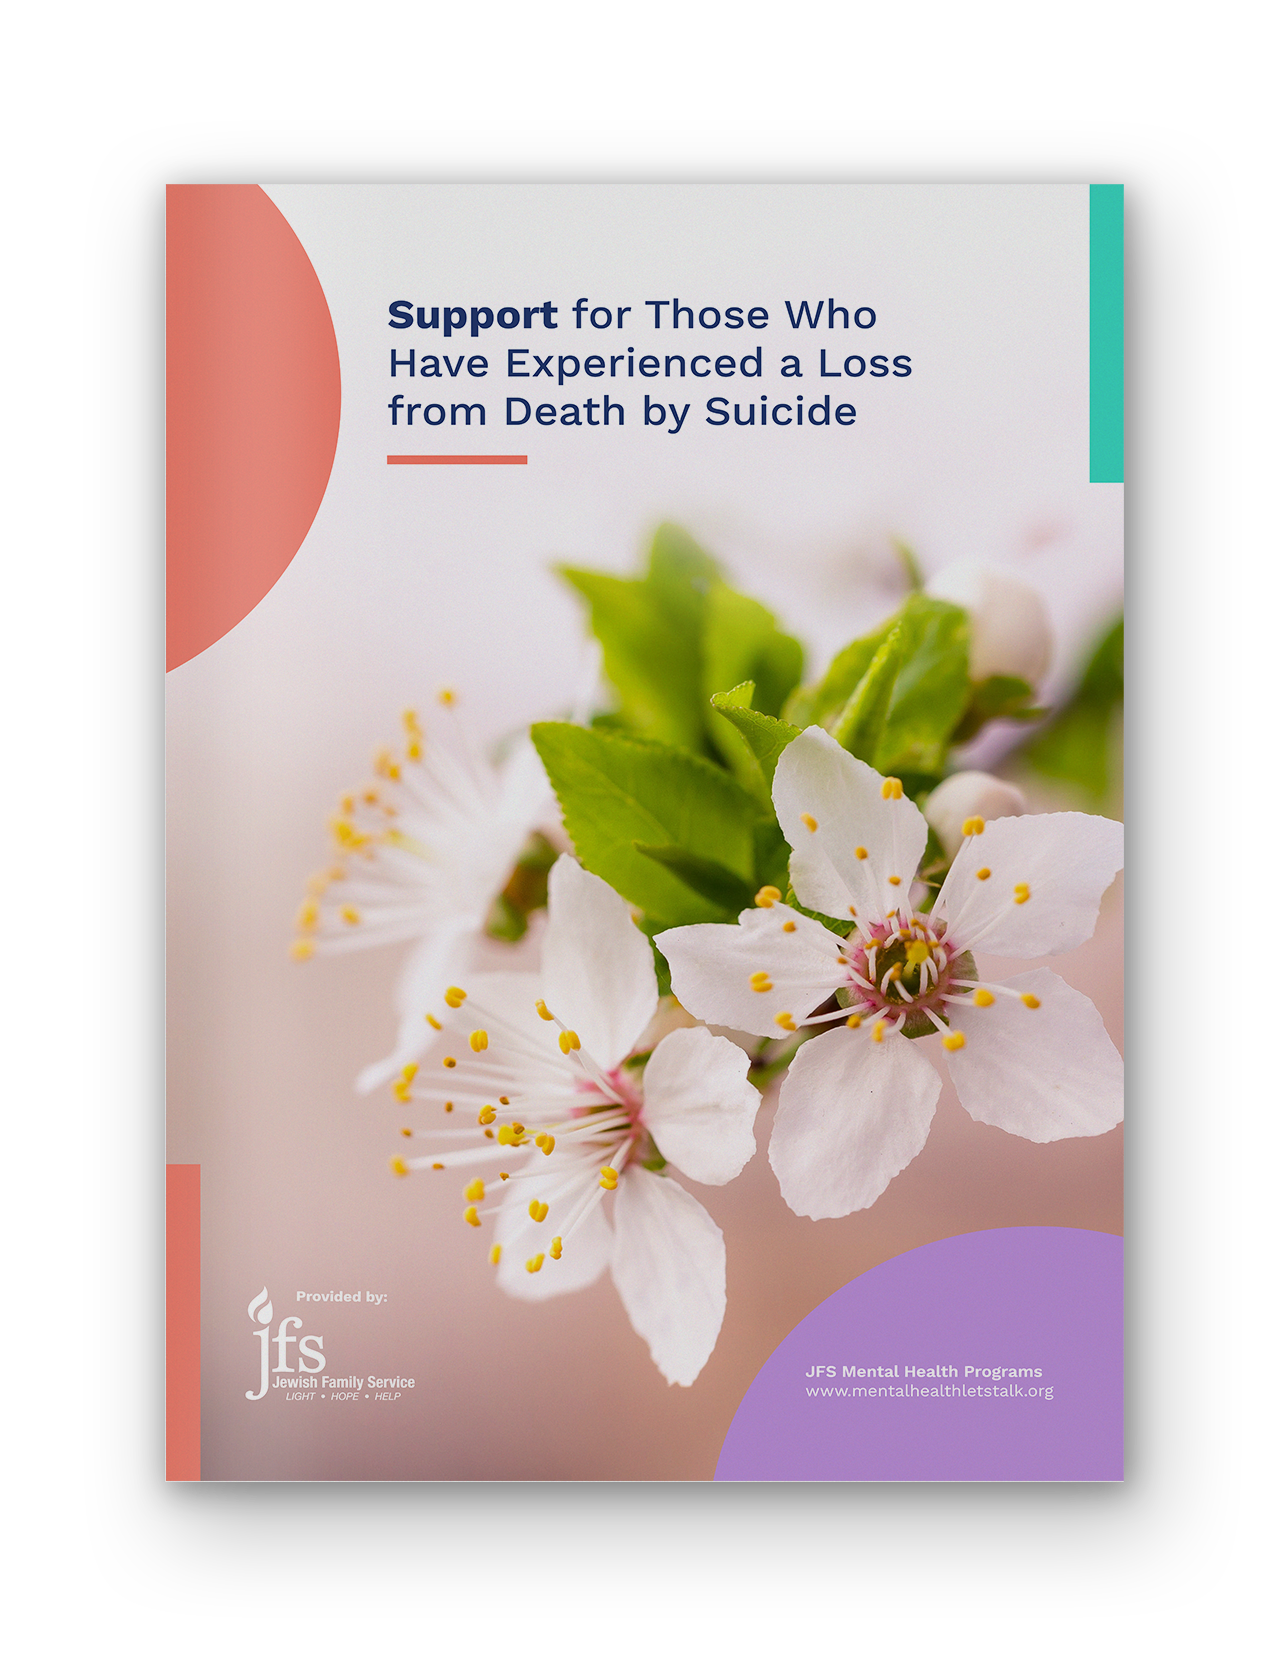 Support for Those Who
Have Experienced a Loss
from Death by Suicide
Provided by:
jfs
Jewish Family Service
LIGHT • HOPE • HELP
JFS Mental Health Programs
www.mentalhealthletstalk.org